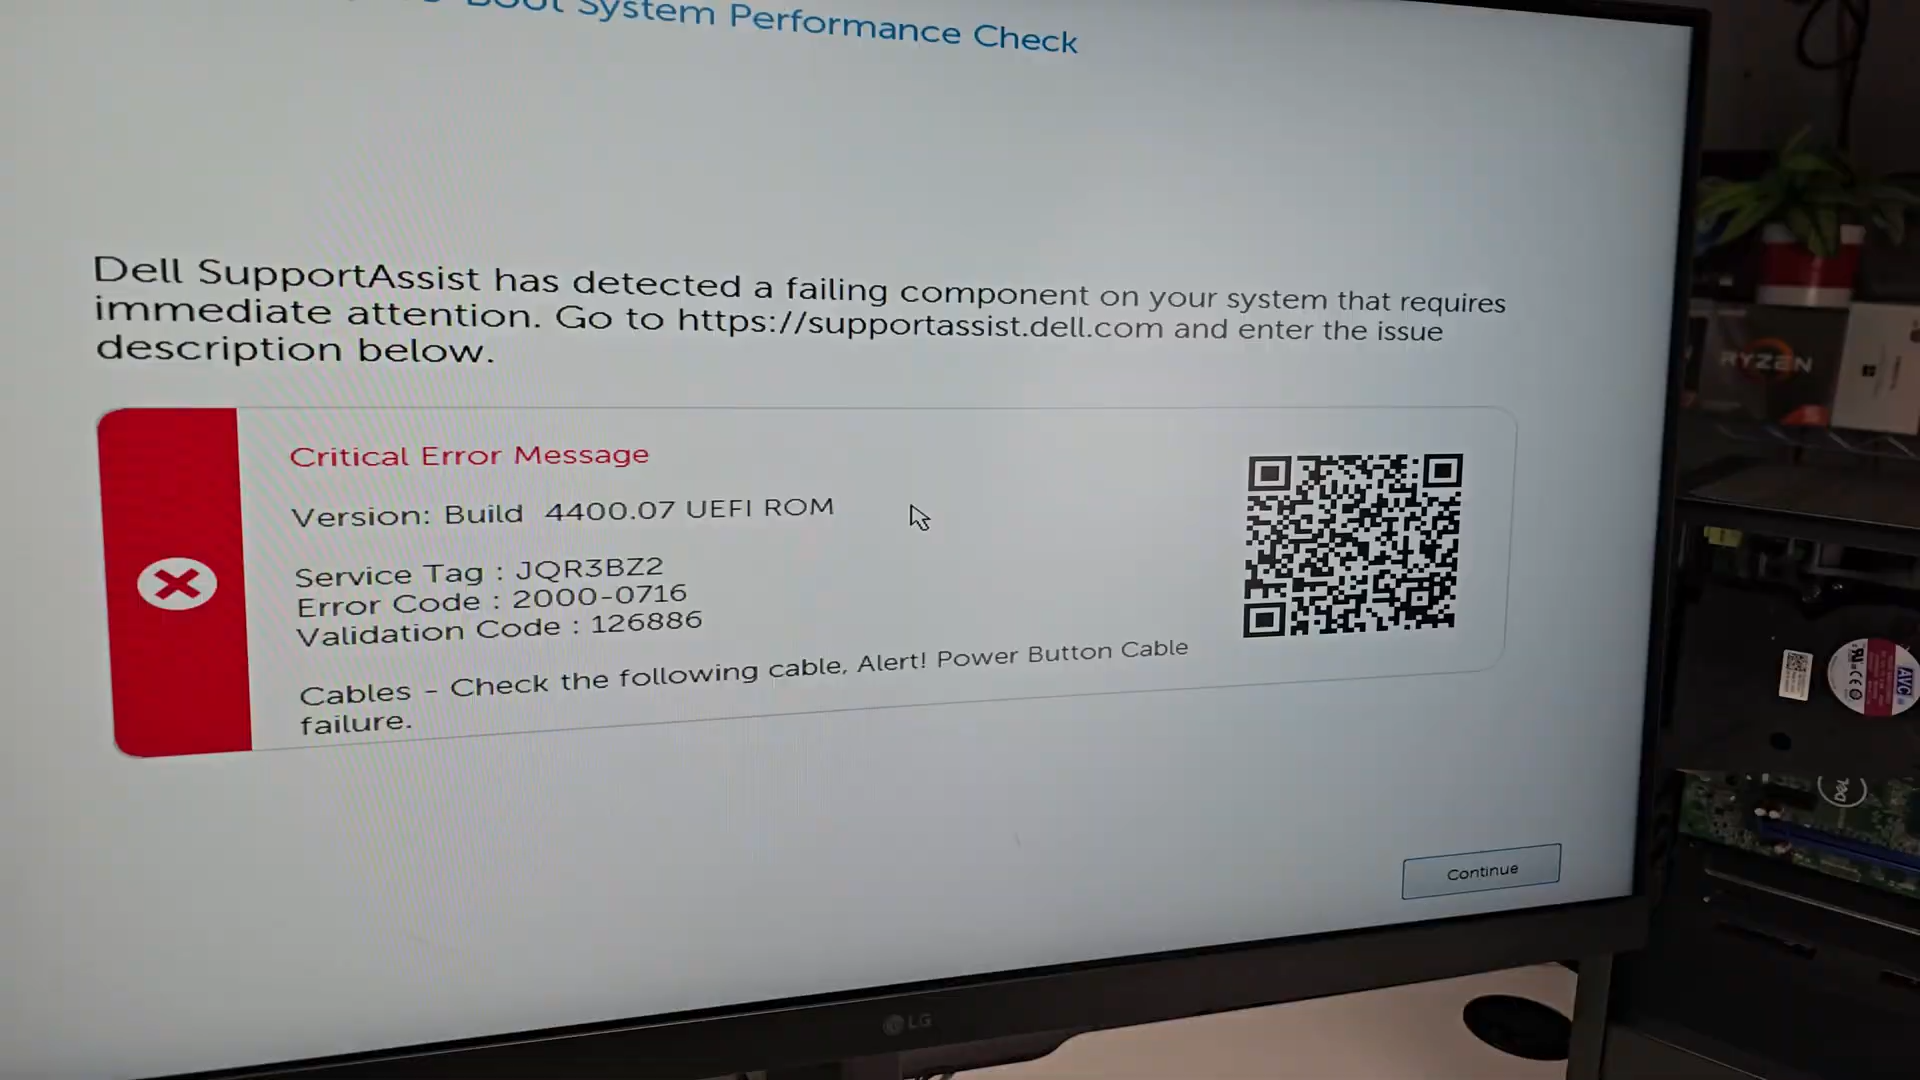 System Performance Check
Dell SupportAssist has detected a failing component on your system that requires
immediate attention. Go to https://supportassist.dell.com and enter the issue
description below.
Critical Error Message
Version: Build 4400.07 UEFI ROM
Service Tag : JQR3BZ2
Error Code : 2000-0716
Validation Code : 126886
Cables - Check the following cable, Alert! Power Button Cable
failure.
Continue
LG
RYZEN
AVC
DELL